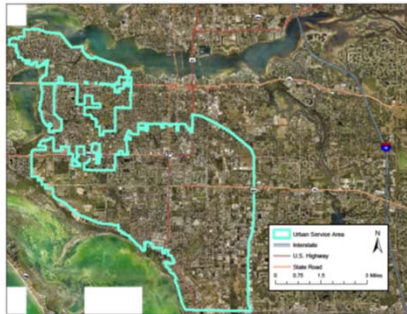 Urban Service Area
Interstate
U.S. Highway
State Road
N
0 0.75 1.5 3 Miles